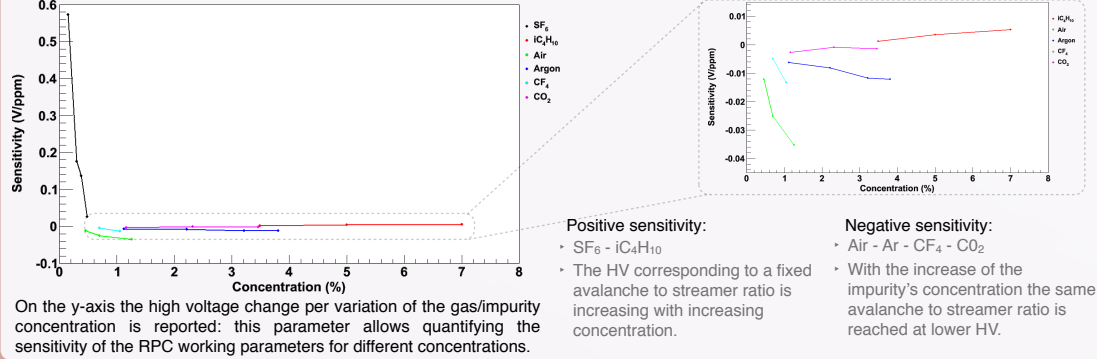 0.6
0.5
0.4
0.3
0.2
0.1
0
-0.1
Sensitivity (V/ppm)
0 1 2 3 4 5 6 7 8
Concentration (%)
SF6
iC4H10
Air
Argon
CF4
CO2
0.01
0
-0.01
-0.02
-0.03
-0.04
Sensitivity (V/ppm)
0 1 2 3 4 5 6 7 8
Concentration (%)
iC4H10
Air
Argon
CF4
CO2
On the y-axis the high voltage change per variation of the gas/impurity
concentration is reported: this parameter allows quantifying the
sensitivity of the RPC working parameters for different concentrations.
Positive sensitivity:
‣ SF6 - iC4H10
‣ The HV corresponding to a fixed
avalanche to streamer ratio is
increasing with increasing
concentration.
Negative sensitivity:
‣ Air - Ar - CF4 - C02
‣ With the increase of the
impurity's concentration the same
avalanche to streamer ratio is
reached at lower HV.